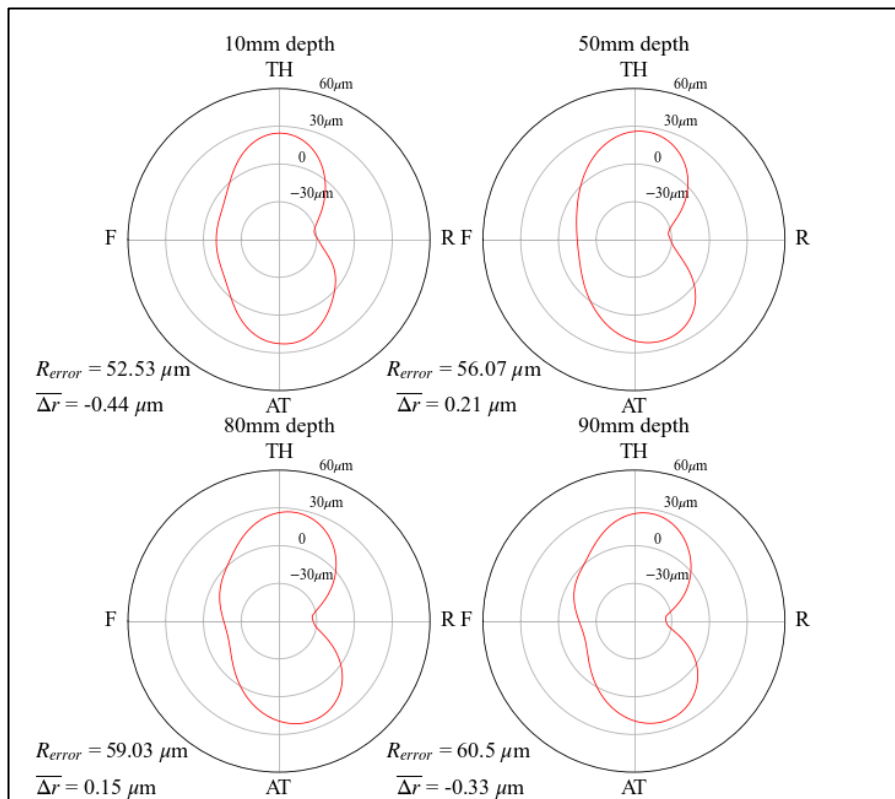 10mm depth
TH
60μm
30μm
0
−30μm
F
R
R_error = 52.53 μm
Δr̅ = -0.44 μm
AT
50mm depth
TH
60μm
30μm
0
−30μm
F
R
R_error = 56.07 μm
Δr̅ = 0.21 μm
AT
80mm depth
TH
60μm
30μm
0
−30μm
F
R
R_error = 59.03 μm
Δr̅ = 0.15 μm
AT
90mm depth
TH
60μm
30μm
0
−30μm
F
R
R_error = 60.5 μm
Δr̅ = -0.33 μm
AT